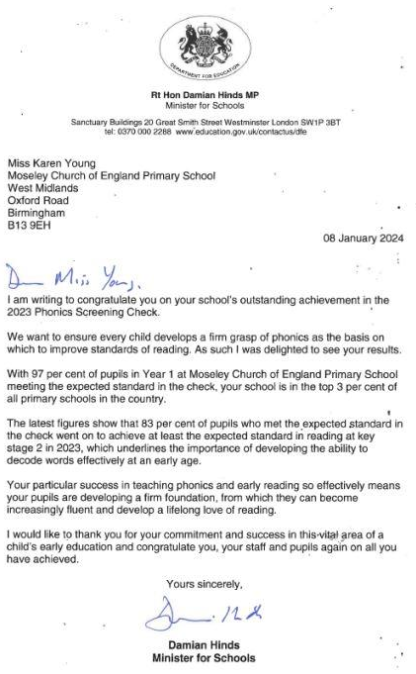 DEPARTMENT FOR EDUCATION
Rt Hon Damian Hinds MP
Minister for Schools
Sanctuary Buildings 20 Great Smith Street Westminster London SW1P 3BT
tel: 0370 000 2288 www.education.gov.uk/contactus/dfe
Miss Karen Young
Moseley Church of England Primary School
West Midlands
Oxford Road
Birmingham
B13 9EH
08 January 2024
Dear Miss Young,
I am writing to congratulate you on your school's outstanding achievement in the
2023 Phonics Screening Check.
We want to ensure every child develops a firm grasp of phonics as the basis on
which to improve standards of reading. As such I was delighted to see your results.
With 97 per cent of pupils in Year 1 at Moseley Church of England Primary School
meeting the expected standard in the check, your school is in the top 3 per cent of
all primary schools in the country.
The latest figures show that 83 per cent of pupils who met the expected standard in
the check went on to achieve at least the expected standard in reading at key
stage 2 in 2023, which underlines the importance of developing the ability to
decode words effectively at an early age.
Your particular success in teaching phonics and early reading so effectively means
your pupils are developing a firm foundation, from which they can become
increasingly fluent and develop a lifelong love of reading.
I would like to thank you for your commitment and success in this vital area of a
child's early education and congratulate you, your staff and pupils again on all you
have achieved.
Yours sincerely,
Damian Hinds
Minister for Schools